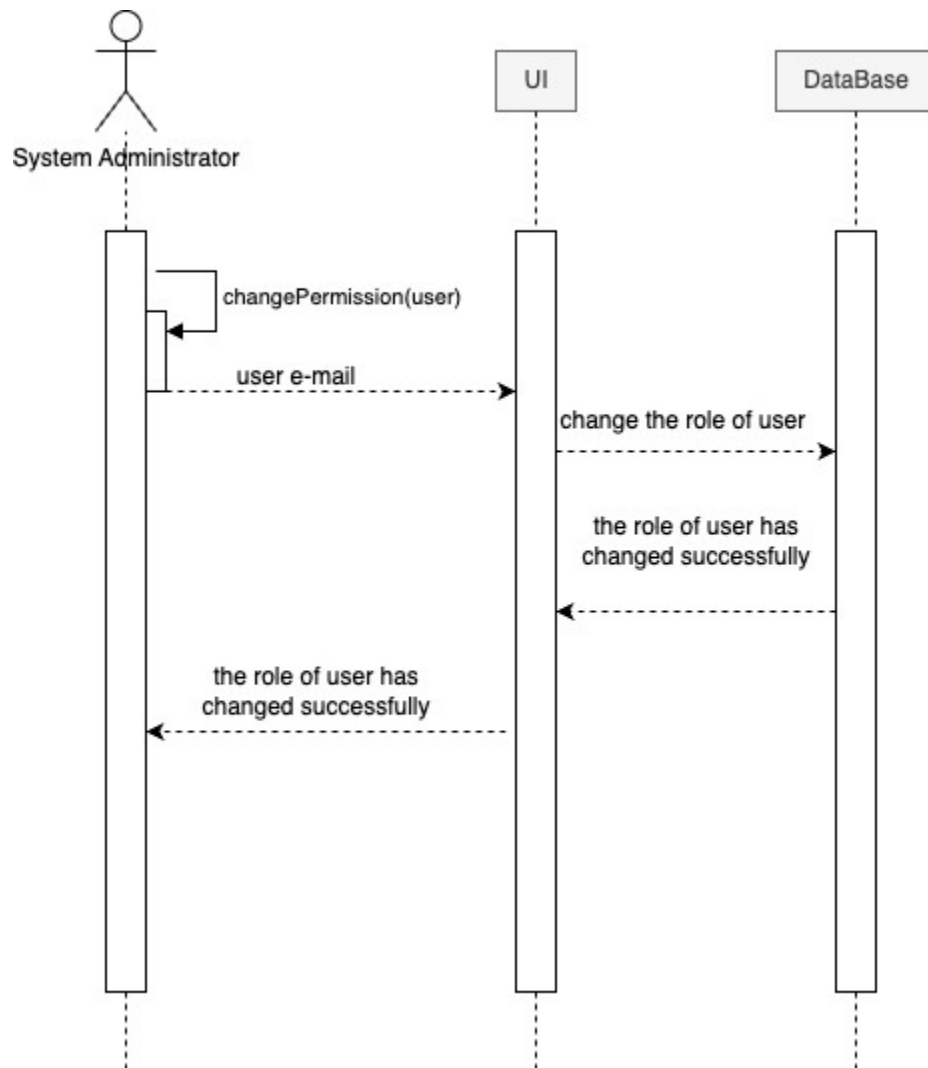 UI
DataBase
System Administrator
changePermission(user)
user e-mail
change the role of user
the role of user has
changed successfully
the role of user has
changed successfully